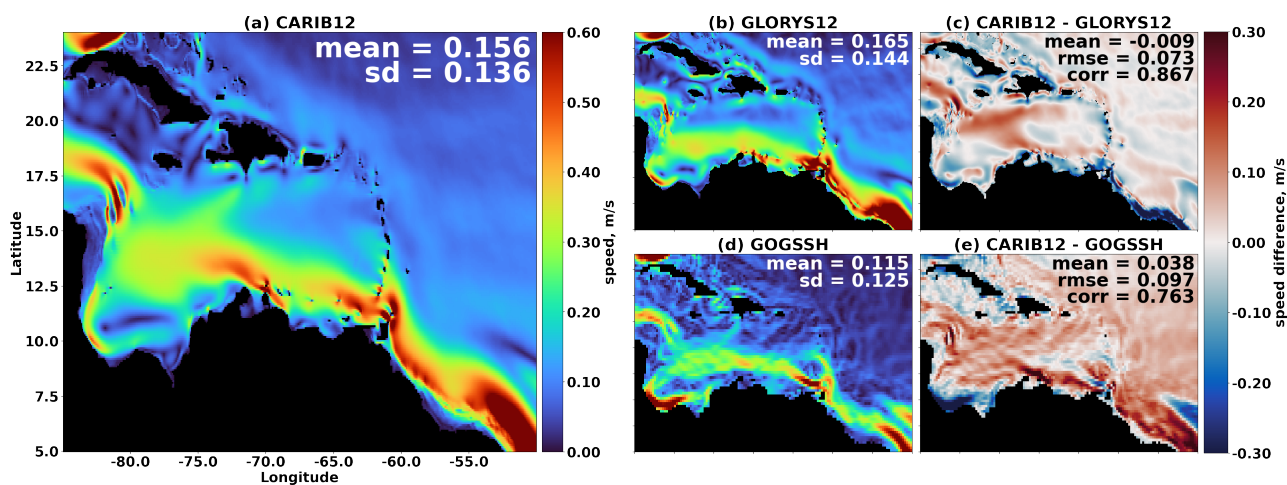 (a) CARIB12
mean = 0.156
sd = 0.136
22.5
20.0
17.5
15.0
12.5
10.0
7.5
5.0
Latitude
-80.0 -75.0 -70.0 -65.0 -60.0 -55.0
Longitude
0.60
0.50
0.40
0.30
0.20
0.10
0.00
speed, m/s
(b) GLORYS12
mean = 0.165
sd = 0.144
(c) CARIB12 - GLORYS12
mean = -0.009
rmse = 0.073
corr = 0.867
(d) GOGSSH
mean = 0.115
sd = 0.125
(e) CARIB12 - GOGSSH
mean = 0.038
rmse = 0.097
corr = 0.763
0.30
0.20
0.10
0.00
-0.10
-0.20
-0.30
speed difference, m/s